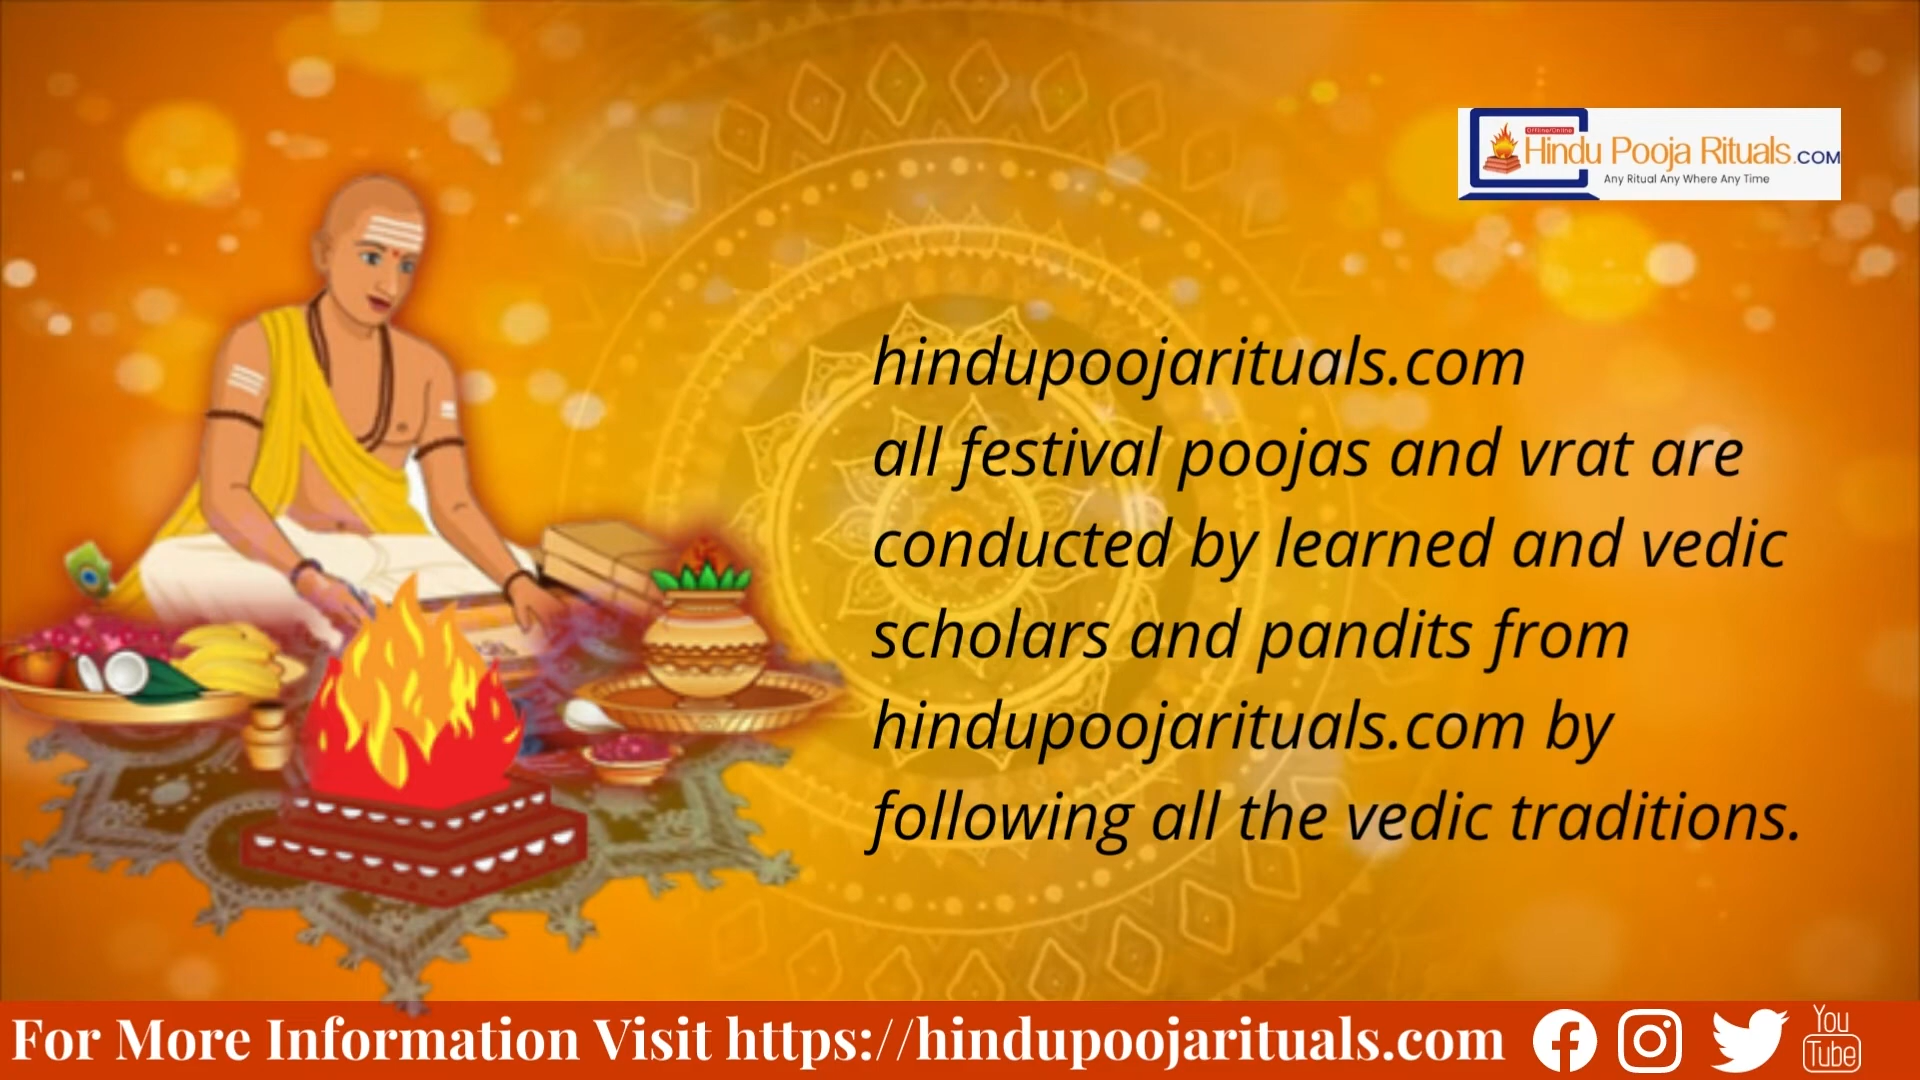 Offline/Online
Hindu Pooja Rituals.COM
Any Ritual Any Where Any Time
hindupoojarituals.com
all festival poojas and vrat are
conducted by learned and vedic
scholars and pandits from
hindupoojarituals.com by
following all the vedic traditions.
For More Information Visit https://hindupoojarituals.com
You
Tube